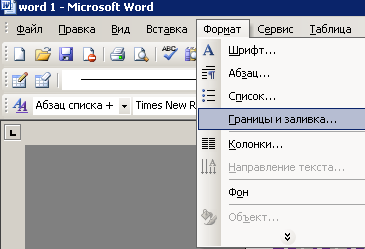 word 1 - Microsoft Word
Файл Правка Вид Вставка Формат Сервис Таблица
Шрифт...
Абзац...
Список...
Абзац списка + Times New R
Границы и заливка...
Колонки...
Направление текста...
Фон
Объект...